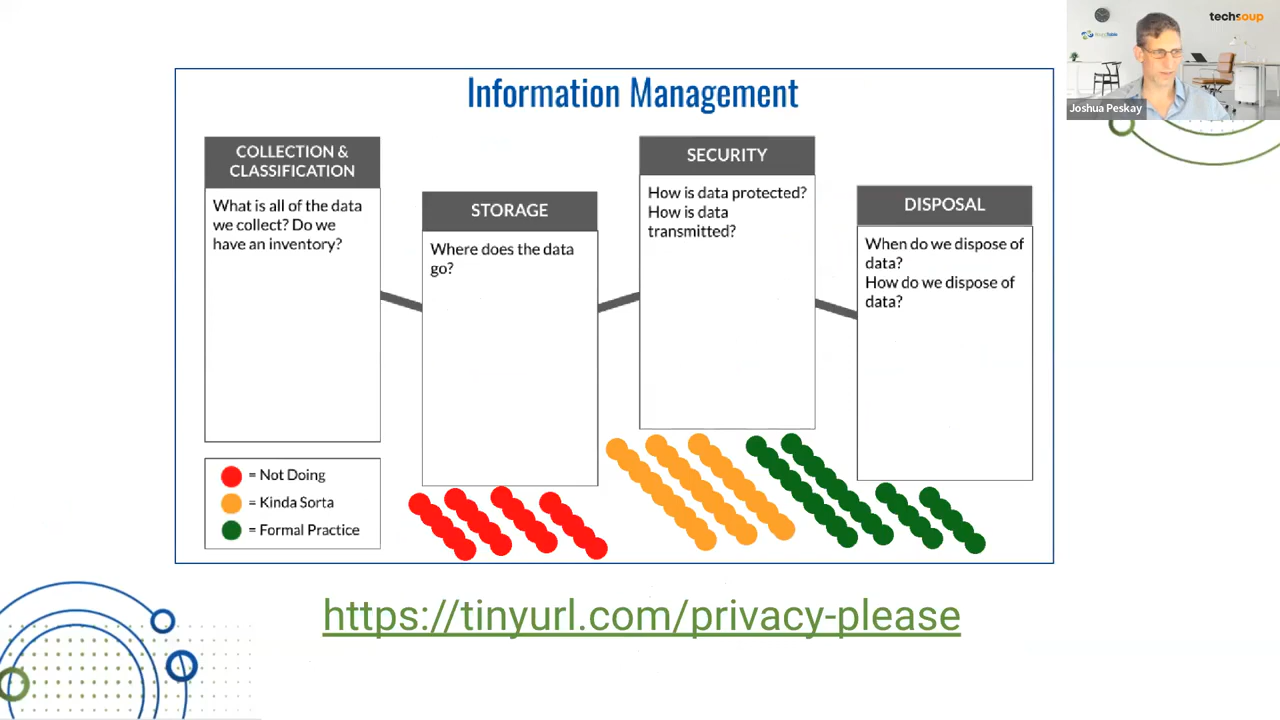 techsoup
Joshua Peskay
Information Management
COLLECTION &
CLASSIFICATION
What is all of the data
we collect? Do we
have an inventory?
STORAGE
Where does the data
go?
SECURITY
How is data protected?
How is data
transmitted?
DISPOSAL
When do we dispose of
data?
How do we dispose of
data?
= Not Doing
= Kinda Sorta
= Formal Practice
https://tinyurl.com/privacy-please